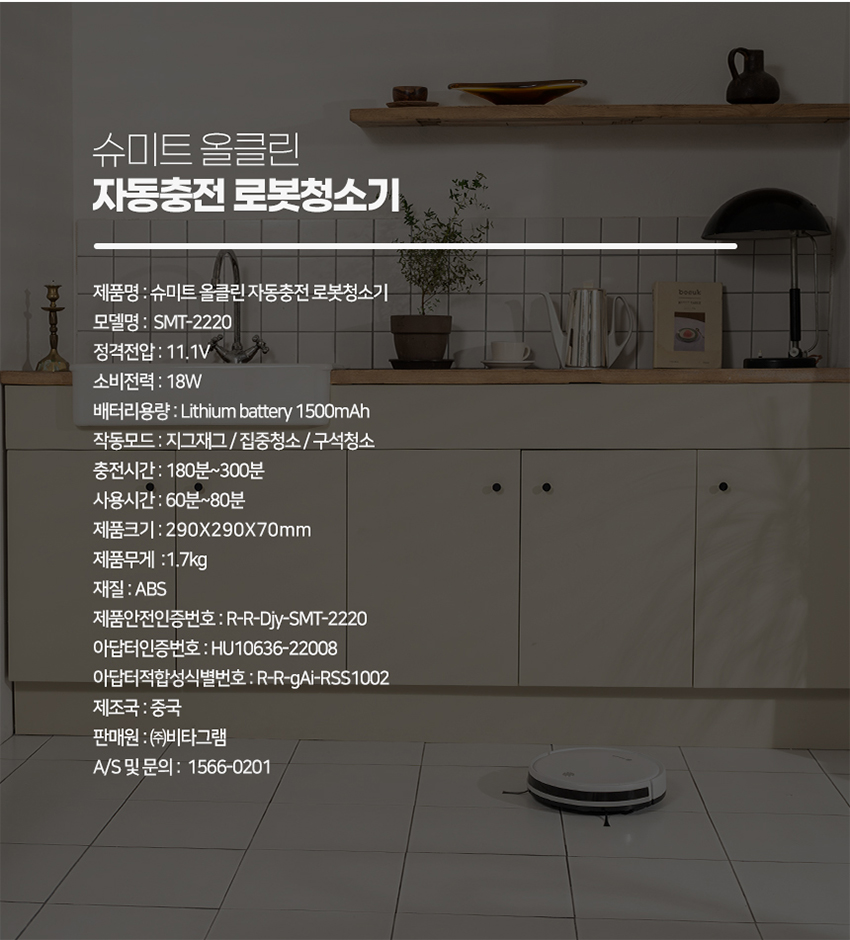 슈미트 올클린
자동충전 로봇청소기
제품명 : 슈미트 올클린 자동충전 로봇청소기
모델명 : SMT-2220
정격전압 : 11.1V
소비전력 : 18W
배터리용량 : Lithium battery 1500mAh
작동모드 : 지그재그 / 집중청소 / 구석청소
충전시간 : 180분~300분
사용시간 : 60분~80분
제품크기 : 290X290X70mm
제품무게 : 1.7kg
재질 : ABS
제품안전인증번호 : R-R-Djy-SMT-2220
아답터인증번호 : HU10636-22008
아답터적합성식별번호 : R-R-gAi-RSS1002
제조국 : 중국
판매원 : ㈜비타그램
A/S 및 문의 : 1566-0201